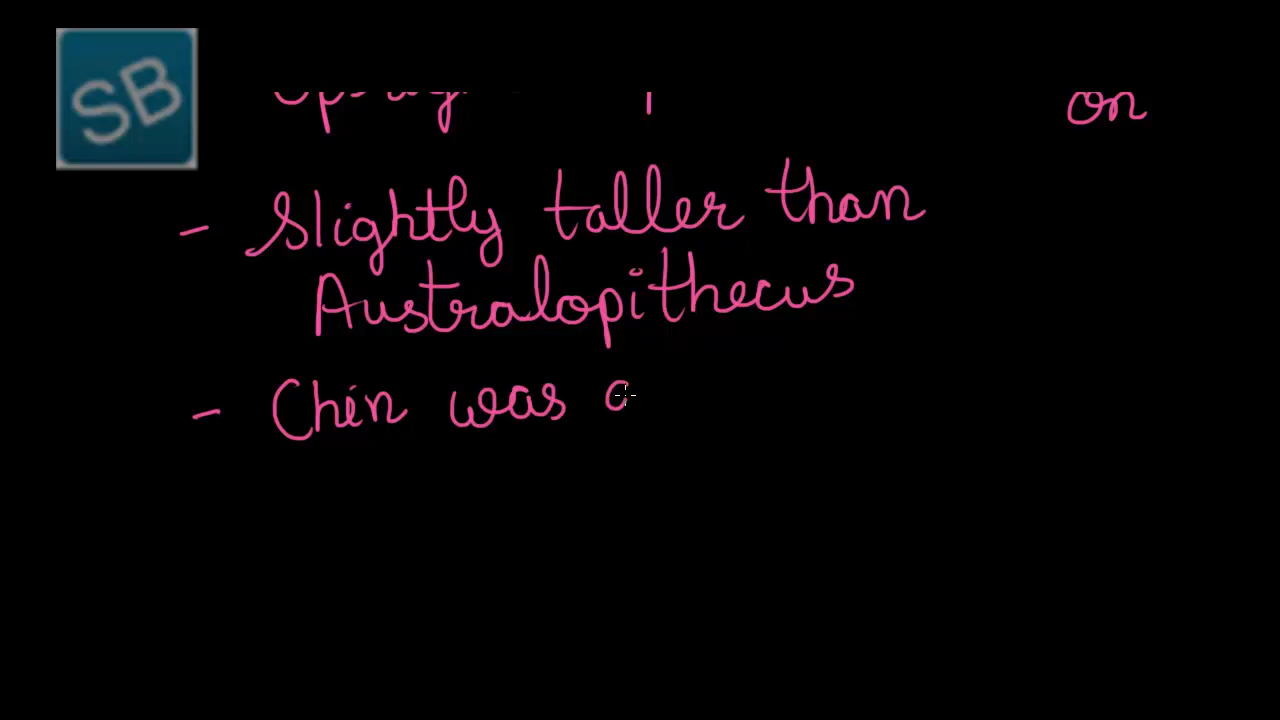 SB
on
- Slightly taller than
Australopithecus
- Chin was a